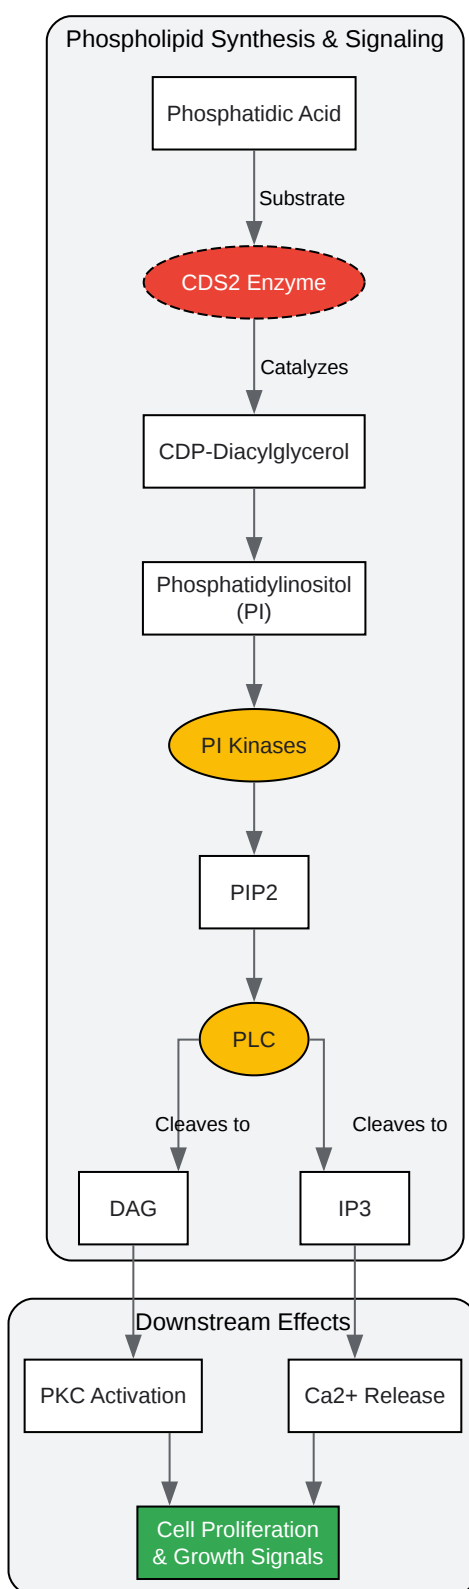 Phospholipid Synthesis & Signaling
Phosphatidic Acid
Substrate
CDS2 Enzyme
Catalyzes
CDP-Diacylglycerol
Phosphatidylinositol
(PI)
PI Kinases
PIP2
PLC
Cleaves to
Cleaves to
DAG
IP3
Downstream Effects
PKC Activation
Ca2+ Release
Cell Proliferation
& Growth Signals